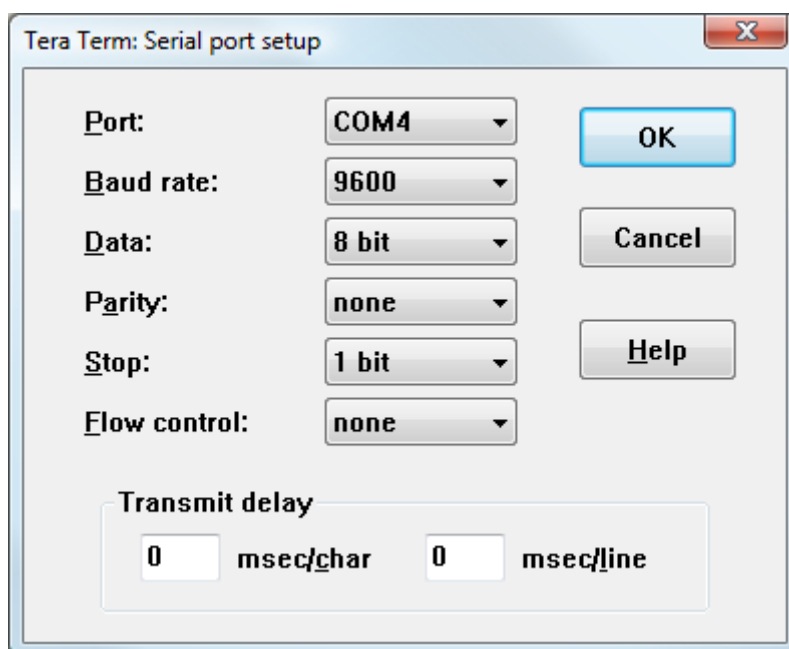 Tera Term: Serial port setup
Port: COM4 OK
Baud rate: 9600
Data: 8 bit Cancel
Parity: none
Stop: 1 bit Help
Flow control: none
Transmit delay
0 msec/char 0 msec/line